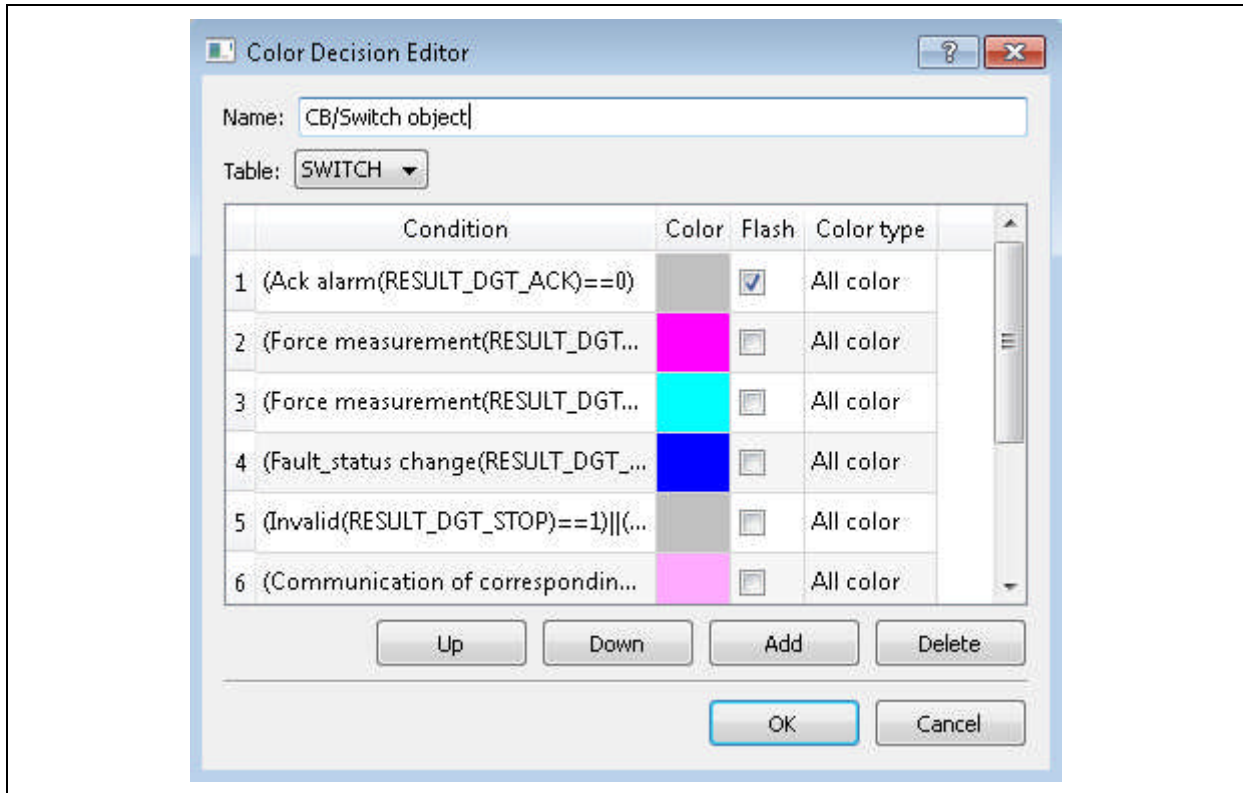 Color Decision Editor
Name: CB/Switch object
Table: SWITCH
Condition Color Flash Color type
1 (Ack alarm(RESULT_DGT_ACK)==0) All color
2 (Force measurement(RESULT_DGT... All color
3 (Force measurement(RESULT_DGT... All color
4 (Fault_status change(RESULT_DGT_... All color
5 (Invalid(RESULT_DGT_STOP)==1)||(... All color
6 (Communication of correspondin... All color
Up Down Add Delete
OK Cancel